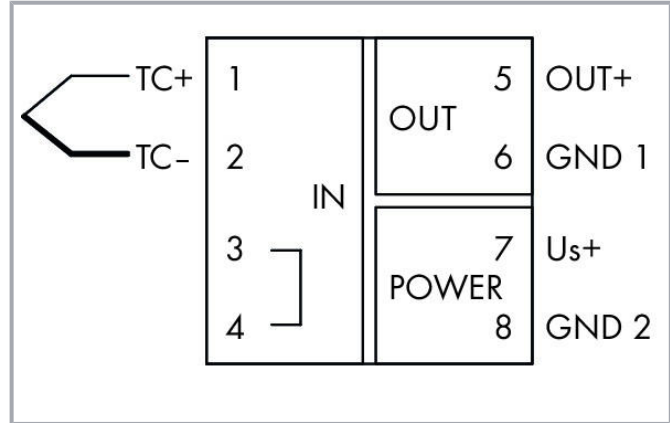 TC+ 1 5 OUT+
OUT
TC– 2 6 GND 1
IN
3 7 Us+
POWER
4 8 GND 2